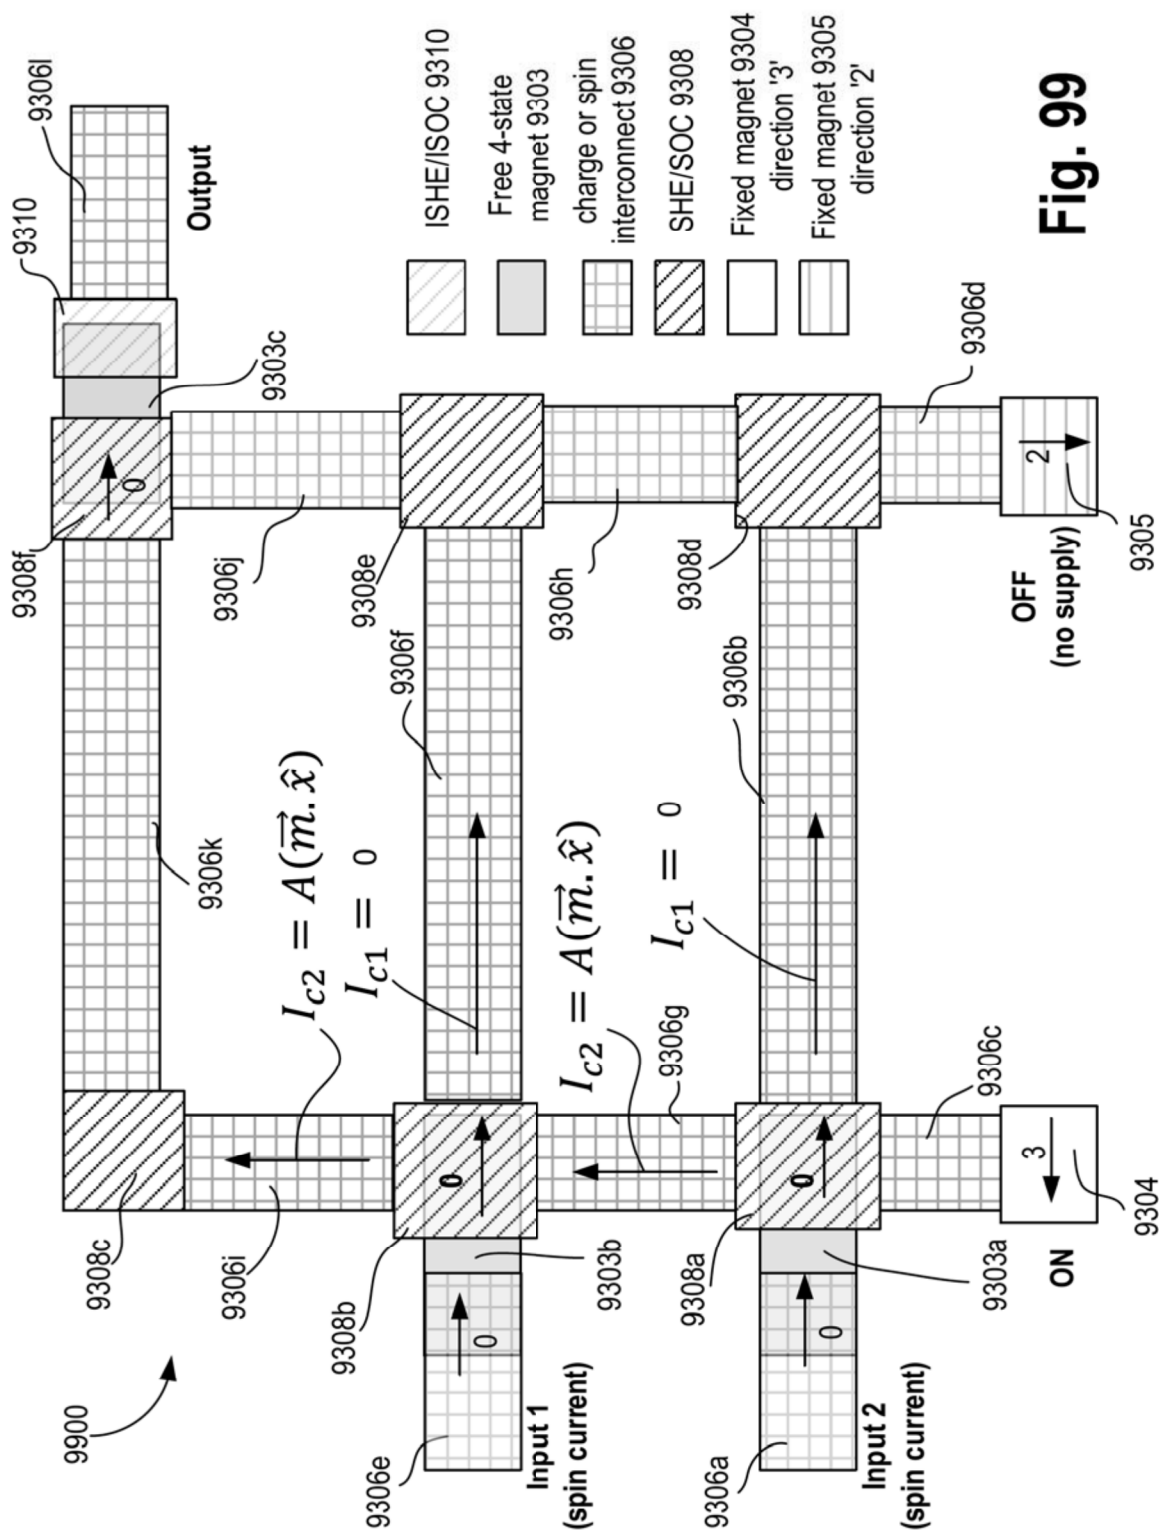 9900
9308c
9306i
9308b
9306e
Input 1
(spin current)
9303b
9306a
Input 2
(spin current)
9308a
9303a
ON
9304
3
9306c
9306g
0
0
0
0
I_{c2} = A(\vec{m}.\hat{x})
I_{c1} = 0
I_{c2} = A(\vec{m}.\hat{x})
I_{c1} = 0
9306k
9306f
9306b
9308f
9306j
9308e
9306h
9308d
OFF
(no supply)
9305
2
9306d
0
9303c
9310
9306l
Output
ISHE/ISOC 9310
Free 4-state
magnet 9303
charge or spin
interconnect 9306
SHE/SOC 9308
Fixed magnet 9304
direction '3'
Fixed magnet 9305
direction '2'
Fig. 99